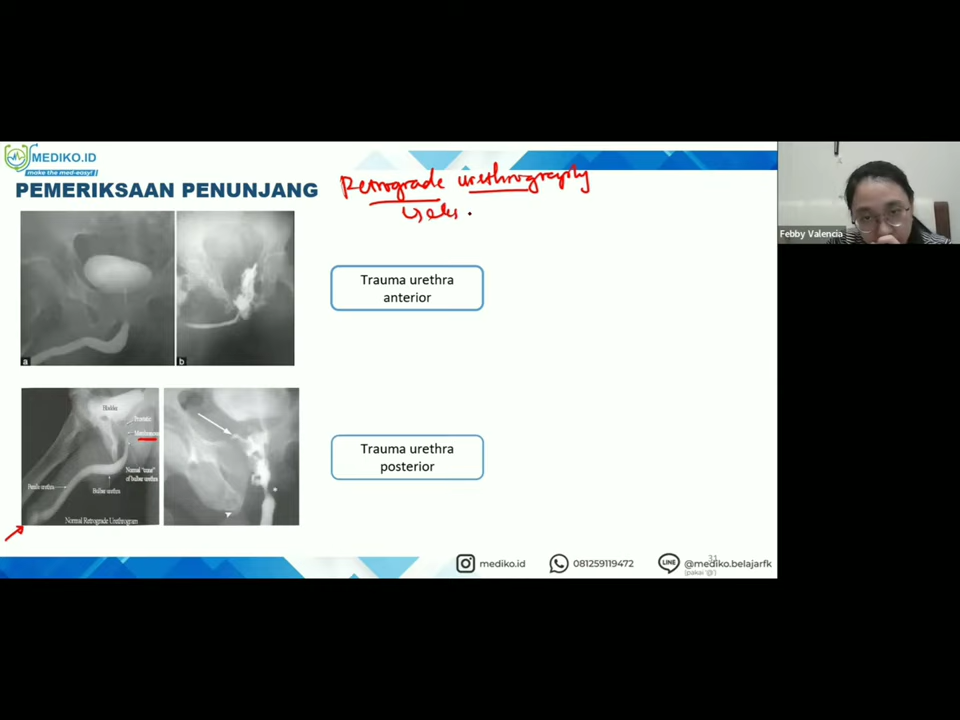 MEDIKO.ID
make the med-easy!
PEMERIKSAAN PENUNJANG
Retrograde urethrography
Febby Valencia
Trauma urethra
anterior
a
b
Bladder
Prostatic
Membranous
Normal "cone"
of bulbar urethra
Penile urethra
Bulbar urethra
Normal Retrograde Urethrogram
Trauma urethra
posterior
mediko.id
081259119472
31
@mediko.belajarfk
(pakai '@')